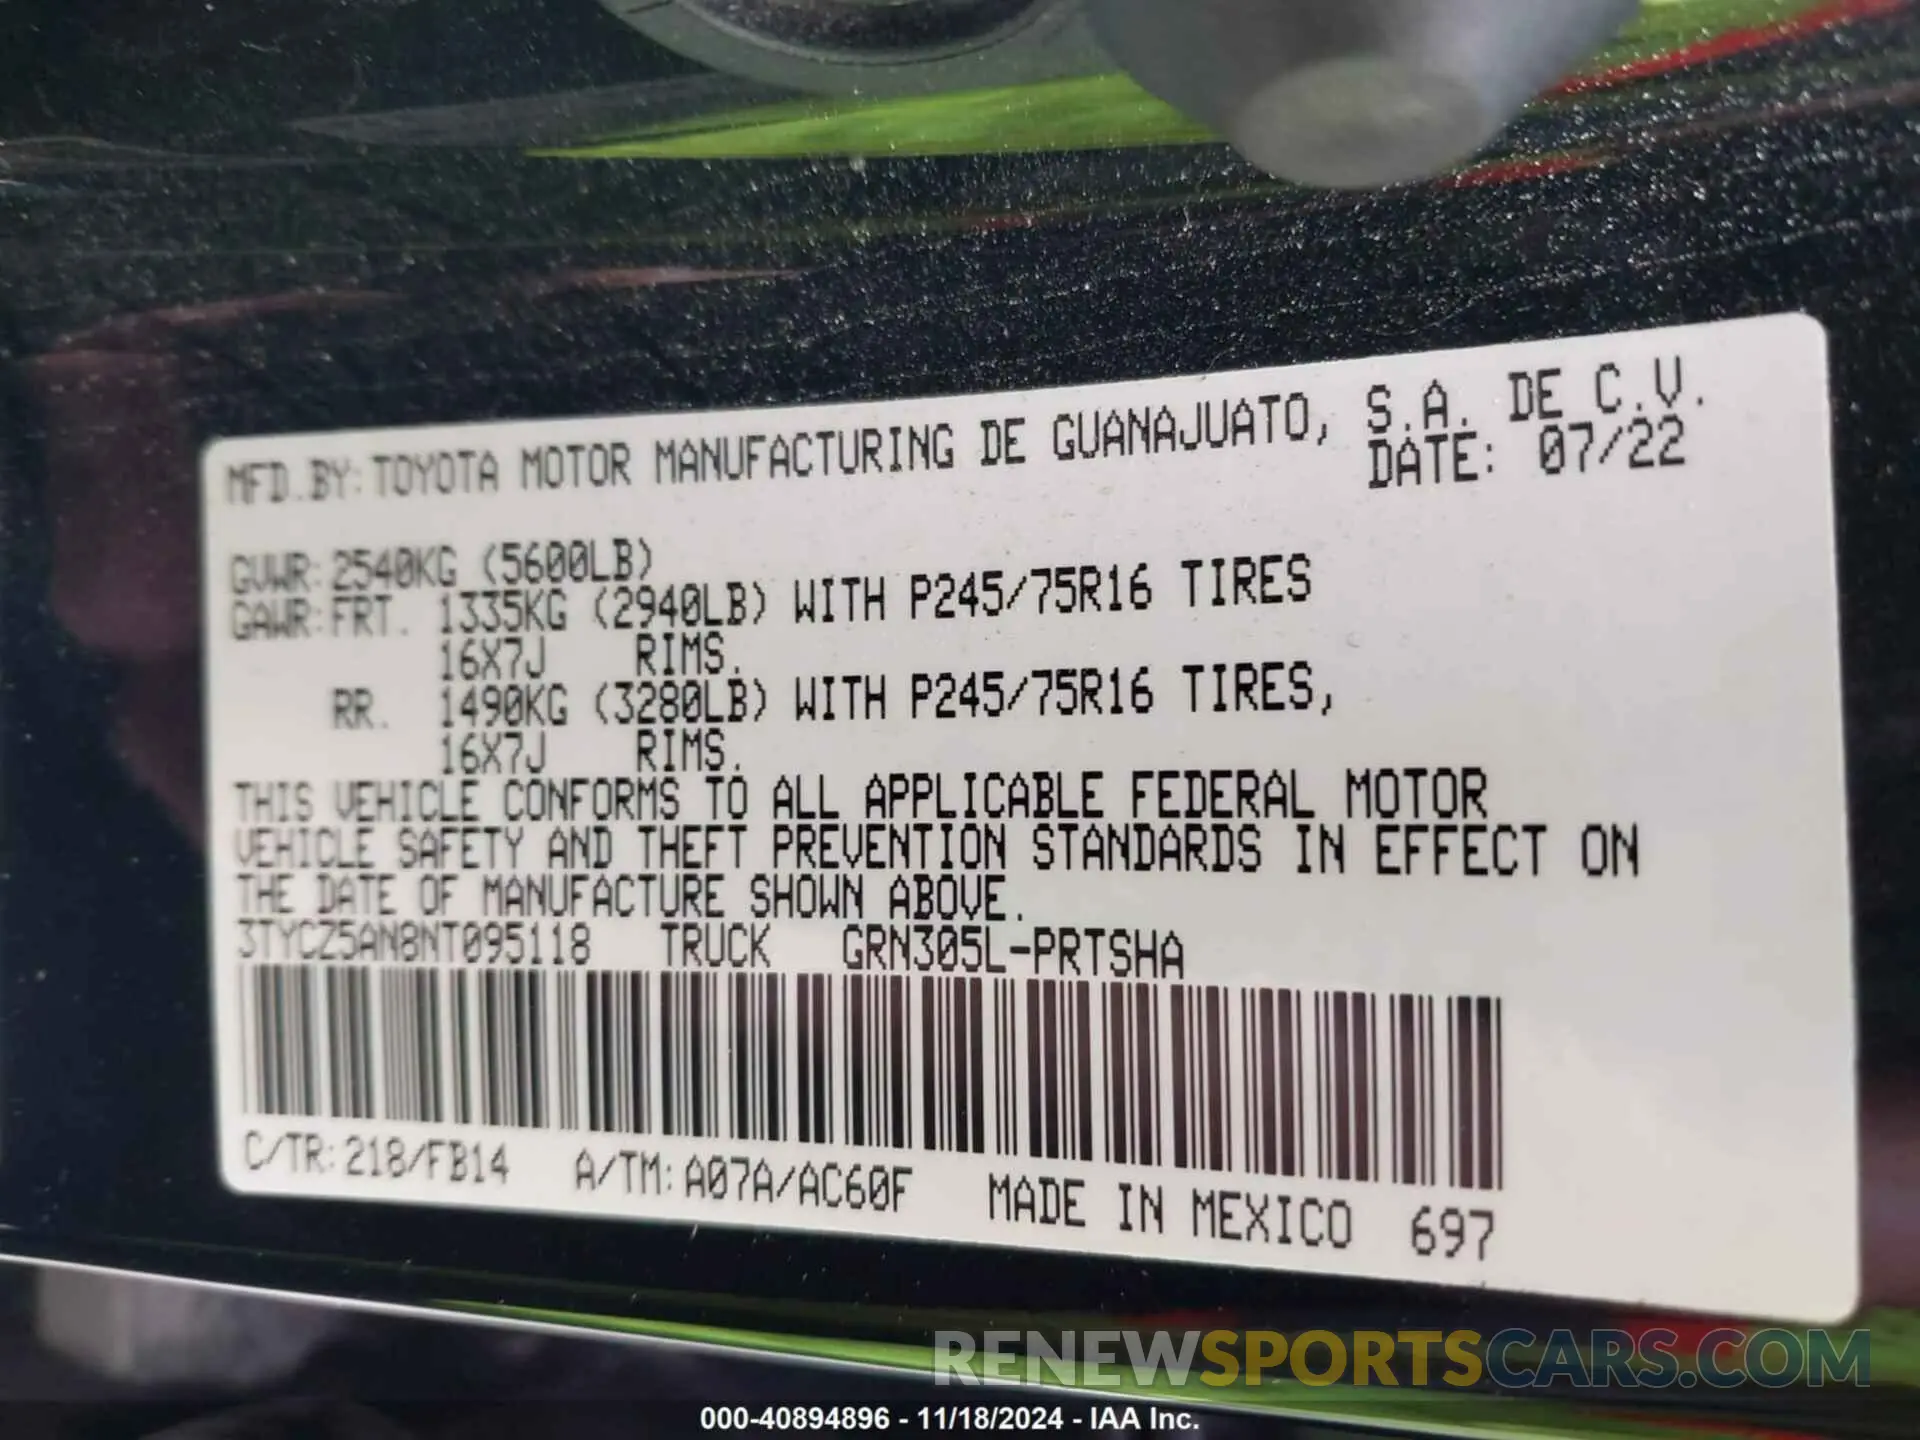 MFD.BY:TOYOTA MOTOR MANUFACTURING DE GUANAJUATO, S.A. DE C.V.
DATE: 07/22
GVWR:2540KG (5600LB)
GAWR:FRT. 1335KG (2940LB) WITH P245/75R16 TIRES
16X7J RIMS.
RR. 1490KG (3280LB) WITH P245/75R16 TIRES,
16X7J RIMS.
THIS VEHICLE CONFORMS TO ALL APPLICABLE FEDERAL MOTOR
VEHICLE SAFETY AND THEFT PREVENTION STANDARDS IN EFFECT ON
THE DATE OF MANUFACTURE SHOWN ABOVE.
3TYCZ5AN8NT095118 TRUCK GRN305L-PRTSHA
C/TR:218/FB14 A/TM:A07A/AC60F MADE IN MEXICO 697
RENEWSPORTSCARS.COM
000-40894896 - 11/18/2024 - IAA Inc.